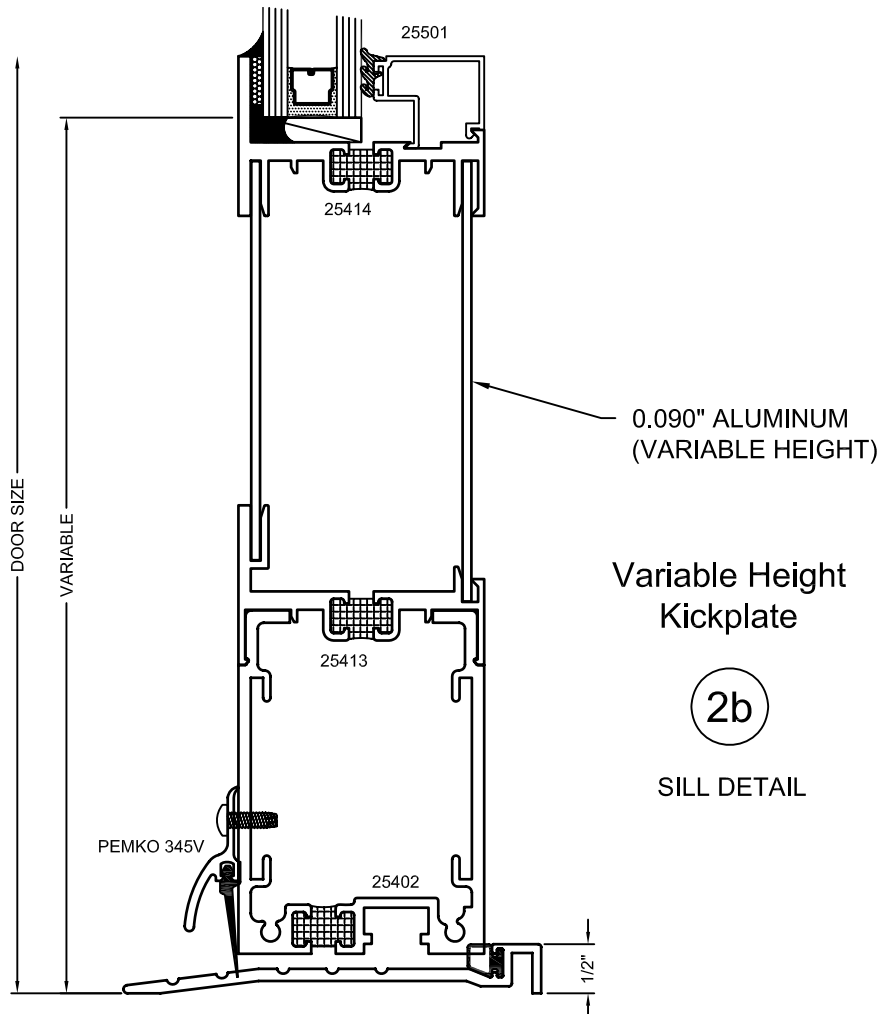 25501
25414
0.090" ALUMINUM
(VARIABLE HEIGHT)
DOOR SIZE
VARIABLE
Variable Height
Kickplate
25413
2b
SILL DETAIL
PEMKO 345V
25402
1/2"